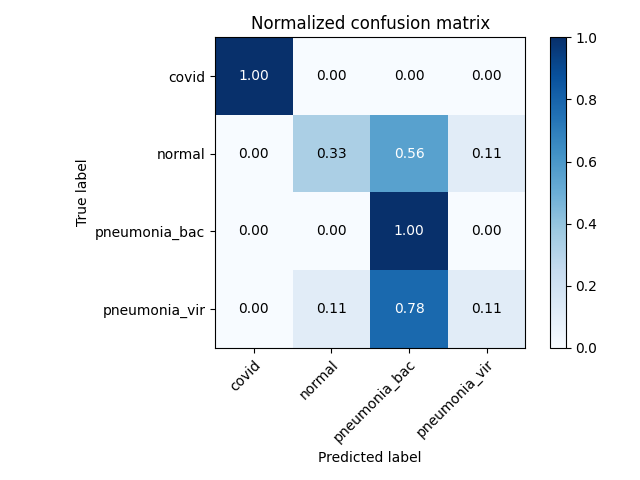 Normalized confusion matrix
covid 1.00 0.00 0.00 0.00
normal 0.00 0.33 0.56 0.11
pneumonia_bac 0.00 0.00 1.00 0.00
pneumonia_vir 0.00 0.11 0.78 0.11
True label
covid normal pneumonia_bac pneumonia_vir
Predicted label
1.0
0.8
0.6
0.4
0.2
0.0